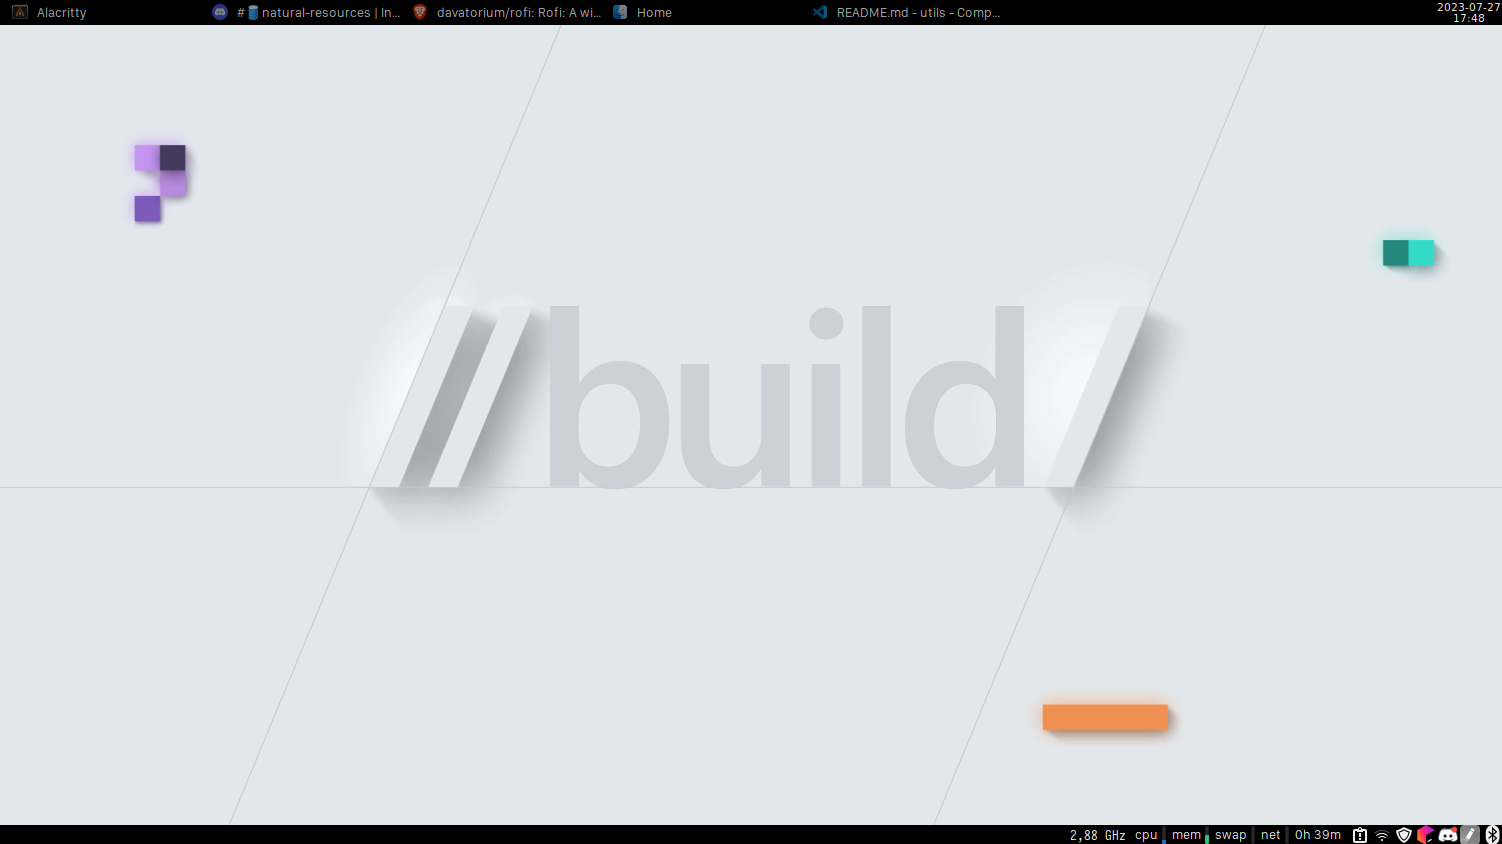 Alacritty
# natural-resources | In...
davatorium/rofi: Rofi: A wi...
Home
README.md - utils - Comp...
2023-07-27
17:48
//build/
2,88 GHz cpu mem swap net 0h 39m